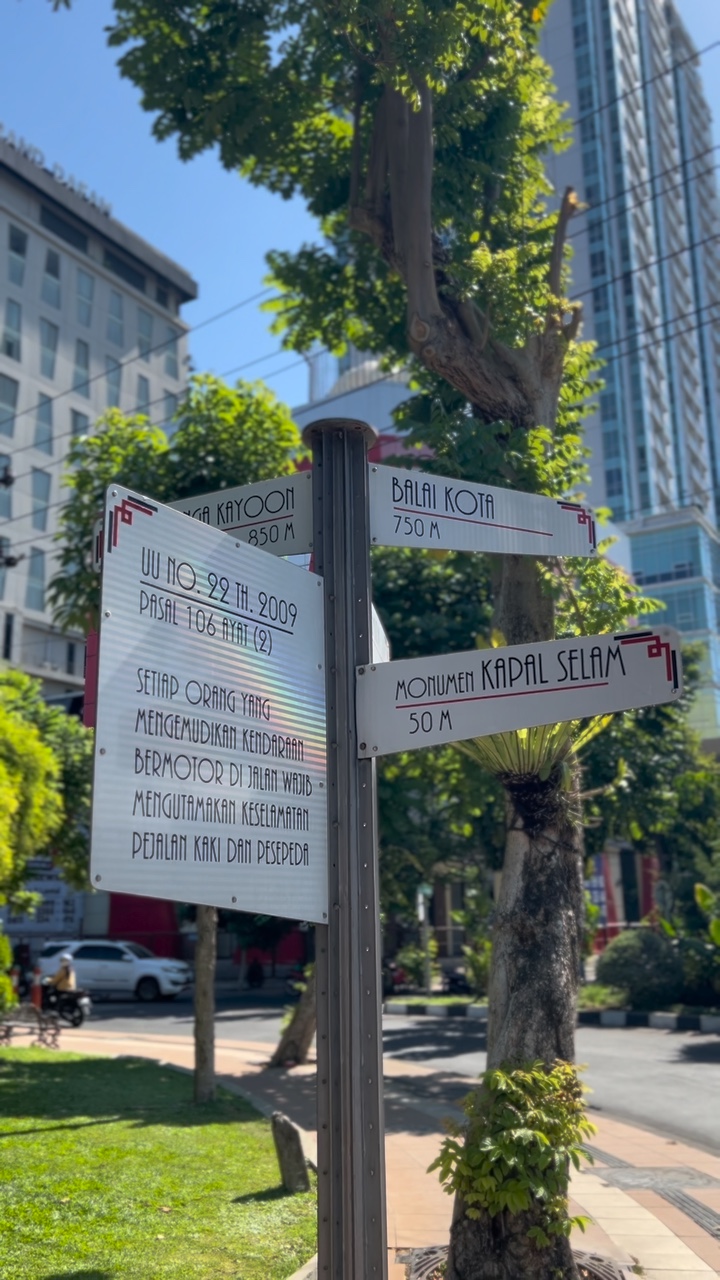 KAYOON
850 M
BALAI KOTA
750 M
UU NO. 22 TH. 2009
PASAL 106 AYAT (2)
SETIAP ORANG YANG
MENGEMUDIKAN KENDARAAN
BERMOTOR DI JALAN WAJIB
MENGUTAMAKAN KESELAMATAN
PEJALAN KAKI DAN PESEPEDA
MONUMEN KAPAL SELAM
50 M